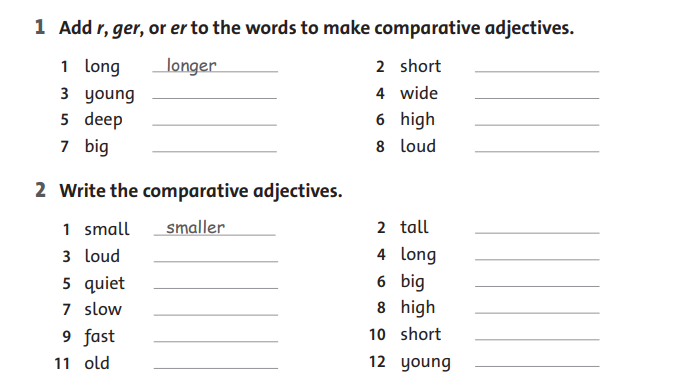 1 Add r, ger, or er to the words to make comparative adjectives.
1 long longer 2 short
3 young 4 wide
5 deep 6 high
7 big 8 loud
2 Write the comparative adjectives.
1 small smaller 2 tall
3 loud 4 long
5 quiet 6 big
7 slow 8 high
9 fast 10 short
11 old 12 young